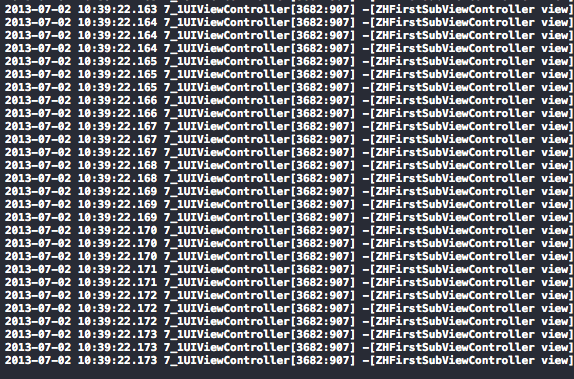 2013-07-02 10:39:22.163 7_1UIViewController[3682:907] -[ZHFirstSubViewController view]
2013-07-02 10:39:22.164 7_1UIViewController[3682:907] -[ZHFirstSubViewController view]
2013-07-02 10:39:22.164 7_1UIViewController[3682:907] -[ZHFirstSubViewController view]
2013-07-02 10:39:22.164 7_1UIViewController[3682:907] -[ZHFirstSubViewController view]
2013-07-02 10:39:22.165 7_1UIViewController[3682:907] -[ZHFirstSubViewController view]
2013-07-02 10:39:22.165 7_1UIViewController[3682:907] -[ZHFirstSubViewController view]
2013-07-02 10:39:22.165 7_1UIViewController[3682:907] -[ZHFirstSubViewController view]
2013-07-02 10:39:22.166 7_1UIViewController[3682:907] -[ZHFirstSubViewController view]
2013-07-02 10:39:22.166 7_1UIViewController[3682:907] -[ZHFirstSubViewController view]
2013-07-02 10:39:22.167 7_1UIViewController[3682:907] -[ZHFirstSubViewController view]
2013-07-02 10:39:22.167 7_1UIViewController[3682:907] -[ZHFirstSubViewController view]
2013-07-02 10:39:22.167 7_1UIViewController[3682:907] -[ZHFirstSubViewController view]
2013-07-02 10:39:22.168 7_1UIViewController[3682:907] -[ZHFirstSubViewController view]
2013-07-02 10:39:22.168 7_1UIViewController[3682:907] -[ZHFirstSubViewController view]
2013-07-02 10:39:22.169 7_1UIViewController[3682:907] -[ZHFirstSubViewController view]
2013-07-02 10:39:22.169 7_1UIViewController[3682:907] -[ZHFirstSubViewController view]
2013-07-02 10:39:22.169 7_1UIViewController[3682:907] -[ZHFirstSubViewController view]
2013-07-02 10:39:22.170 7_1UIViewController[3682:907] -[ZHFirstSubViewController view]
2013-07-02 10:39:22.170 7_1UIViewController[3682:907] -[ZHFirstSubViewController view]
2013-07-02 10:39:22.170 7_1UIViewController[3682:907] -[ZHFirstSubViewController view]
2013-07-02 10:39:22.171 7_1UIViewController[3682:907] -[ZHFirstSubViewController view]
2013-07-02 10:39:22.171 7_1UIViewController[3682:907] -[ZHFirstSubViewController view]
2013-07-02 10:39:22.172 7_1UIViewController[3682:907] -[ZHFirstSubViewController view]
2013-07-02 10:39:22.172 7_1UIViewController[3682:907] -[ZHFirstSubViewController view]
2013-07-02 10:39:22.172 7_1UIViewController[3682:907] -[ZHFirstSubViewController view]
2013-07-02 10:39:22.173 7_1UIViewController[3682:907] -[ZHFirstSubViewController view]
2013-07-02 10:39:22.173 7_1UIViewController[3682:907] -[ZHFirstSubViewController view]
2013-07-02 10:39:22.173 7_1UIViewController[3682:907] -[ZHFirstSubViewController view]